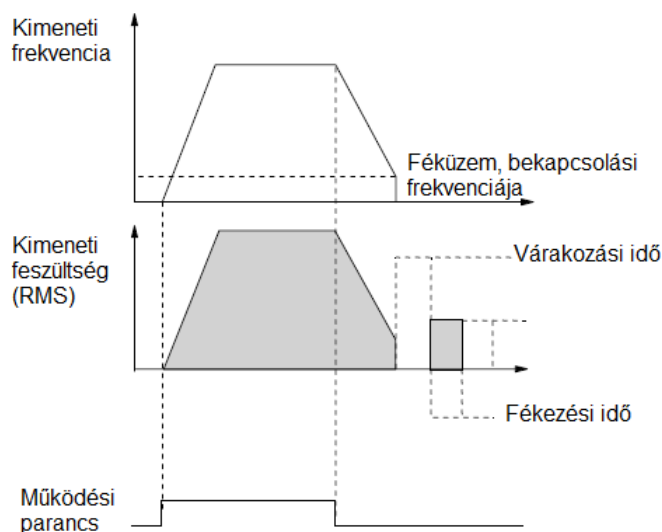 Kimeneti
frekvencia
Féküzem, bekapcsolási
frekvenciája
Kimeneti
feszültség
(RMS)
Várakozási idő
Fékezési idő
Működési
parancs